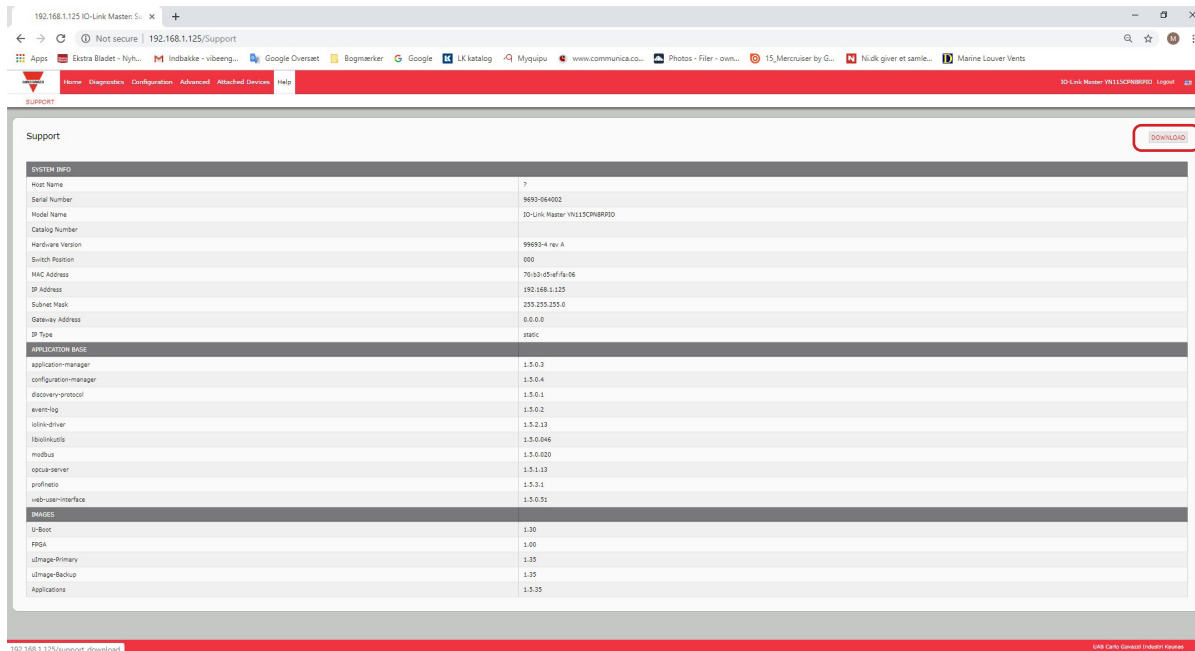 192.168.1.125 IO-Link Master: Su
Not secure | 192.168.1.125/Support
M
Apps Ekstra Bladet - Nyh... Indbakke - vibeeng... Google Oversæt Bogmærker Google LK katalog Myquipu www.communica.co... Photos - Filer - own... 15_Mercruiser by G... Ni:dk giver et samle... Marine Louver Vents
Home Diagnostics Configuration Advanced Attached Devices Help IO-Link Master YN115CPN8RPIO Logout
SUPPORT
Support DOWNLOAD
SYSTEM INFO
Host Name ?
Serial Number 9693-064002
Model Name IO-Link Master YN115CPN8RPIO
Catalog Number
Hardware Version 99693-4 rev A
Switch Position 000
MAC Address 70:b3:d5:ef:fa:06
IP Address 192.168.1.125
Subnet Mask 255.255.255.0
Gateway Address 0.0.0.0
IP Type static
APPLICATION BASE
application-manager 1.5.0.3
configuration-manager 1.5.0.4
discovery-protocol 1.5.0.1
event-log 1.5.0.2
iolink-driver 1.5.2.13
libiolinkutils 1.5.0.046
modbus 1.5.0.020
opcua-server 1.5.1.13
profinetio 1.5.3.1
web-user-interface 1.5.0.51
IMAGES
U-Boot 1.30
FPGA 1.00
uImage-Primary 1.35
uImage-Backup 1.35
Applications 1.5.35
192.168.1.125/support_download
UAB Carlo Gavazzi Industri Kaunas